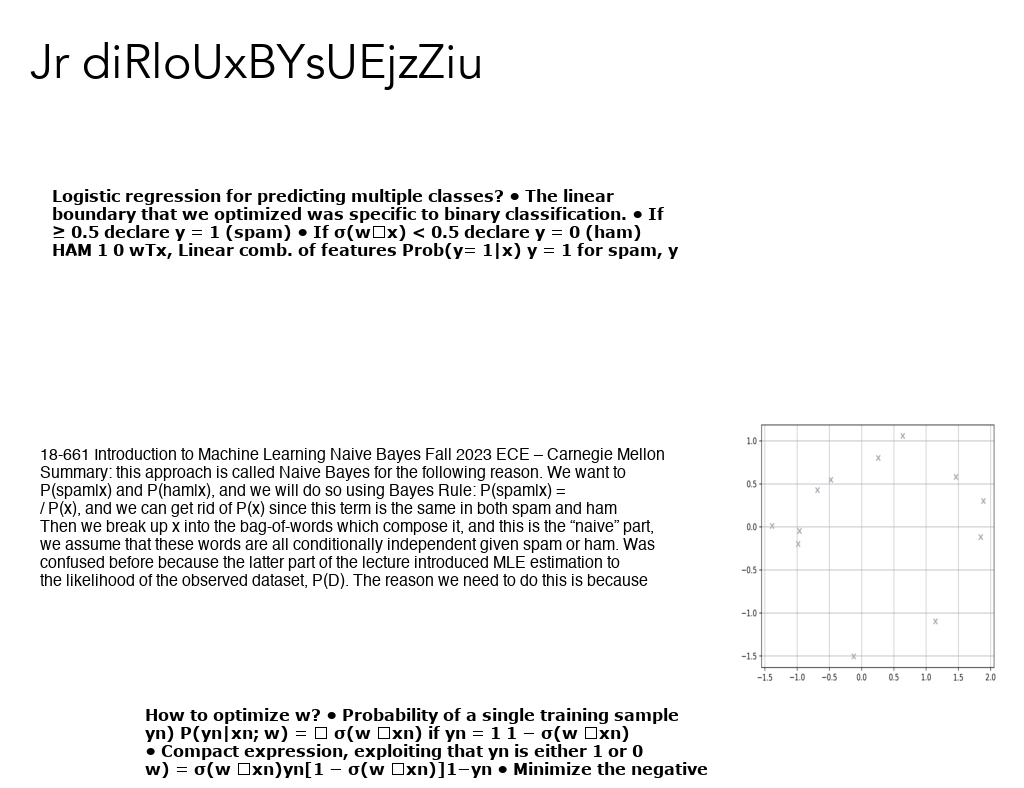 Jr diRloUxBYsUEjzZiu
Logistic regression for predicting multiple classes? ● The linear
boundary that we optimized was specific to binary classification. ● If
≥ 0.5 declare y = 1 (spam) ● If σ(w□x) < 0.5 declare y = 0 (ham)
HAM 1 0 wTx, Linear comb. of features Prob(y= 1|x) y = 1 for spam, y
18-661 Introduction to Machine Learning Naive Bayes Fall 2023 ECE – Carnegie Mellon
Summary: this approach is called Naive Bayes for the following reason. We want to
P(spam|x) and P(ham|x), and we will do so using Bayes Rule: P(spam|x) =
/ P(x), and we can get rid of P(x) since this term is the same in both spam and ham
Then we break up x into the bag-of-words which compose it, and this is the “naive” part,
we assume that these words are all conditionally independent given spam or ham. Was
confused before because the latter part of the lecture introduced MLE estimation to
the likelihood of the observed dataset, P(D). The reason we need to do this is because
1.0
0.5
0.0
−0.5
−1.0
−1.5
−1.5 −1.0 −0.5 0.0 0.5 1.0 1.5 2.0
How to optimize w? ● Probability of a single training sample
yn) P(yn|xn; w) = □ σ(w □xn) if yn = 1 1 − σ(w □xn)
● Compact expression, exploiting that yn is either 1 or 0
w) = σ(w □xn)yn[1 − σ(w □xn)]1−yn ● Minimize the negative